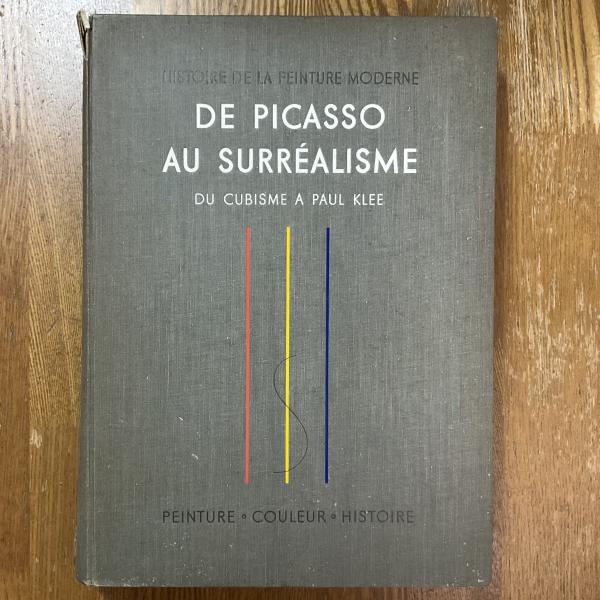 HISTOIRE DE LA PEINTURE MODERNE
DE PICASSO
AU SURRÉALISME
DU CUBISME A PAUL KLEE
S
PEINTURE • COULEUR • HISTOIRE